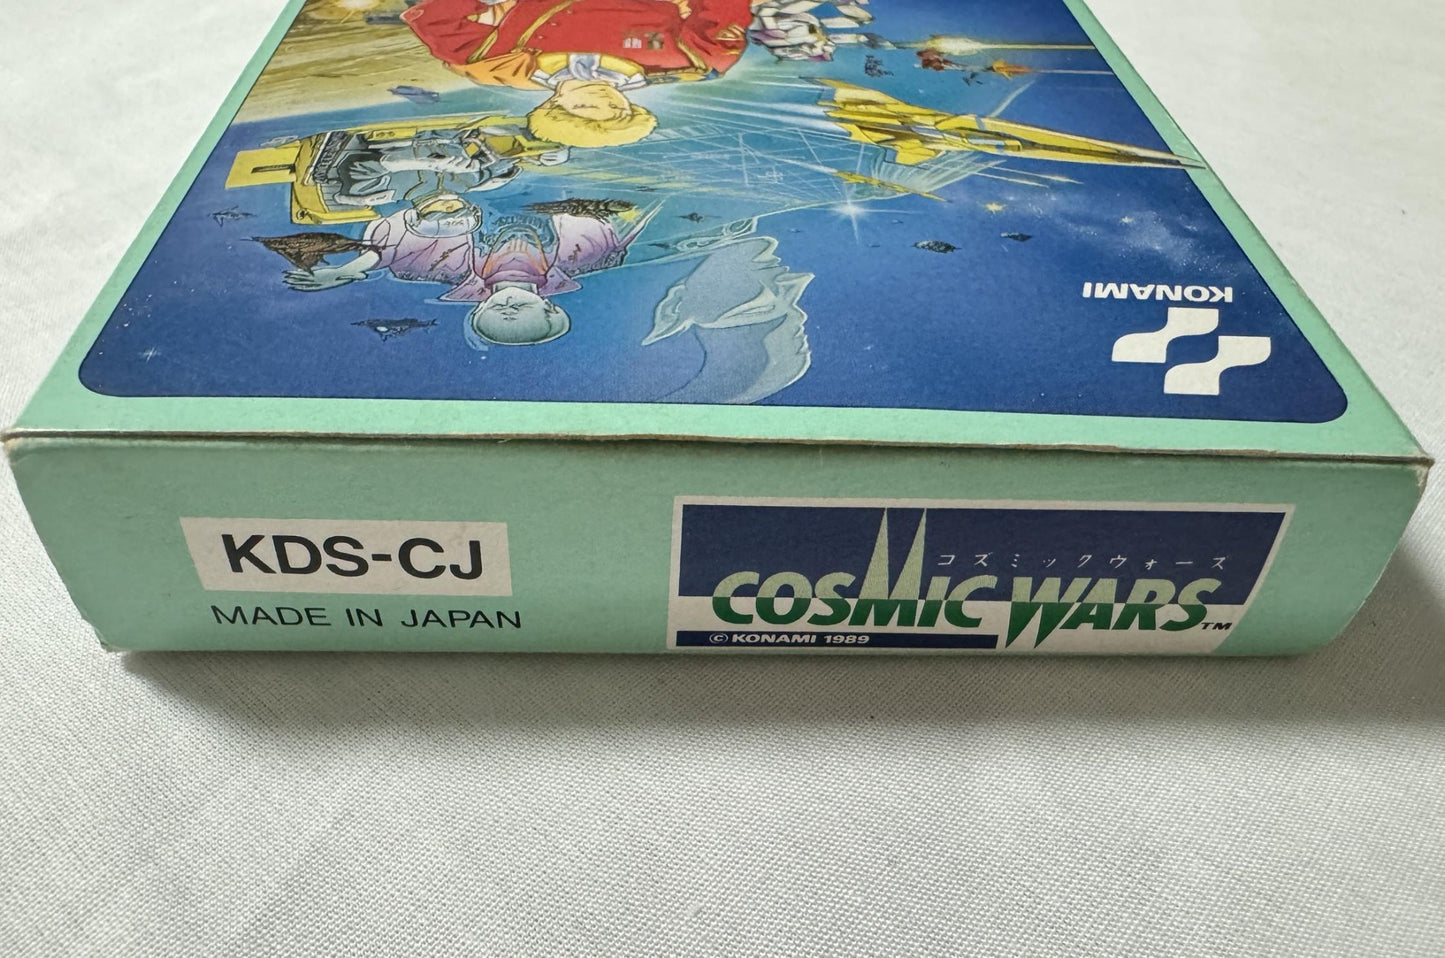 KONAMI
KDS-CJ
MADE IN JAPAN
コズミックウォーズ
COSMIC WARS TM
© KONAMI 1989